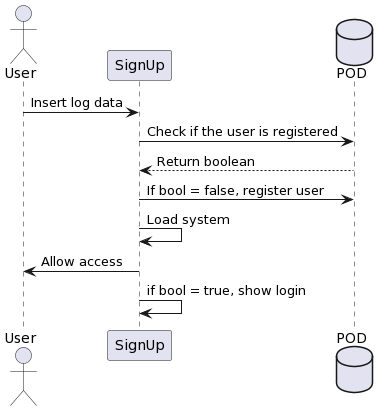 User
SignUp
POD
Insert log data
Check if the user is registered
Return boolean
If bool = false, register user
Load system
Allow access
if bool = true, show login
User
SignUp
POD